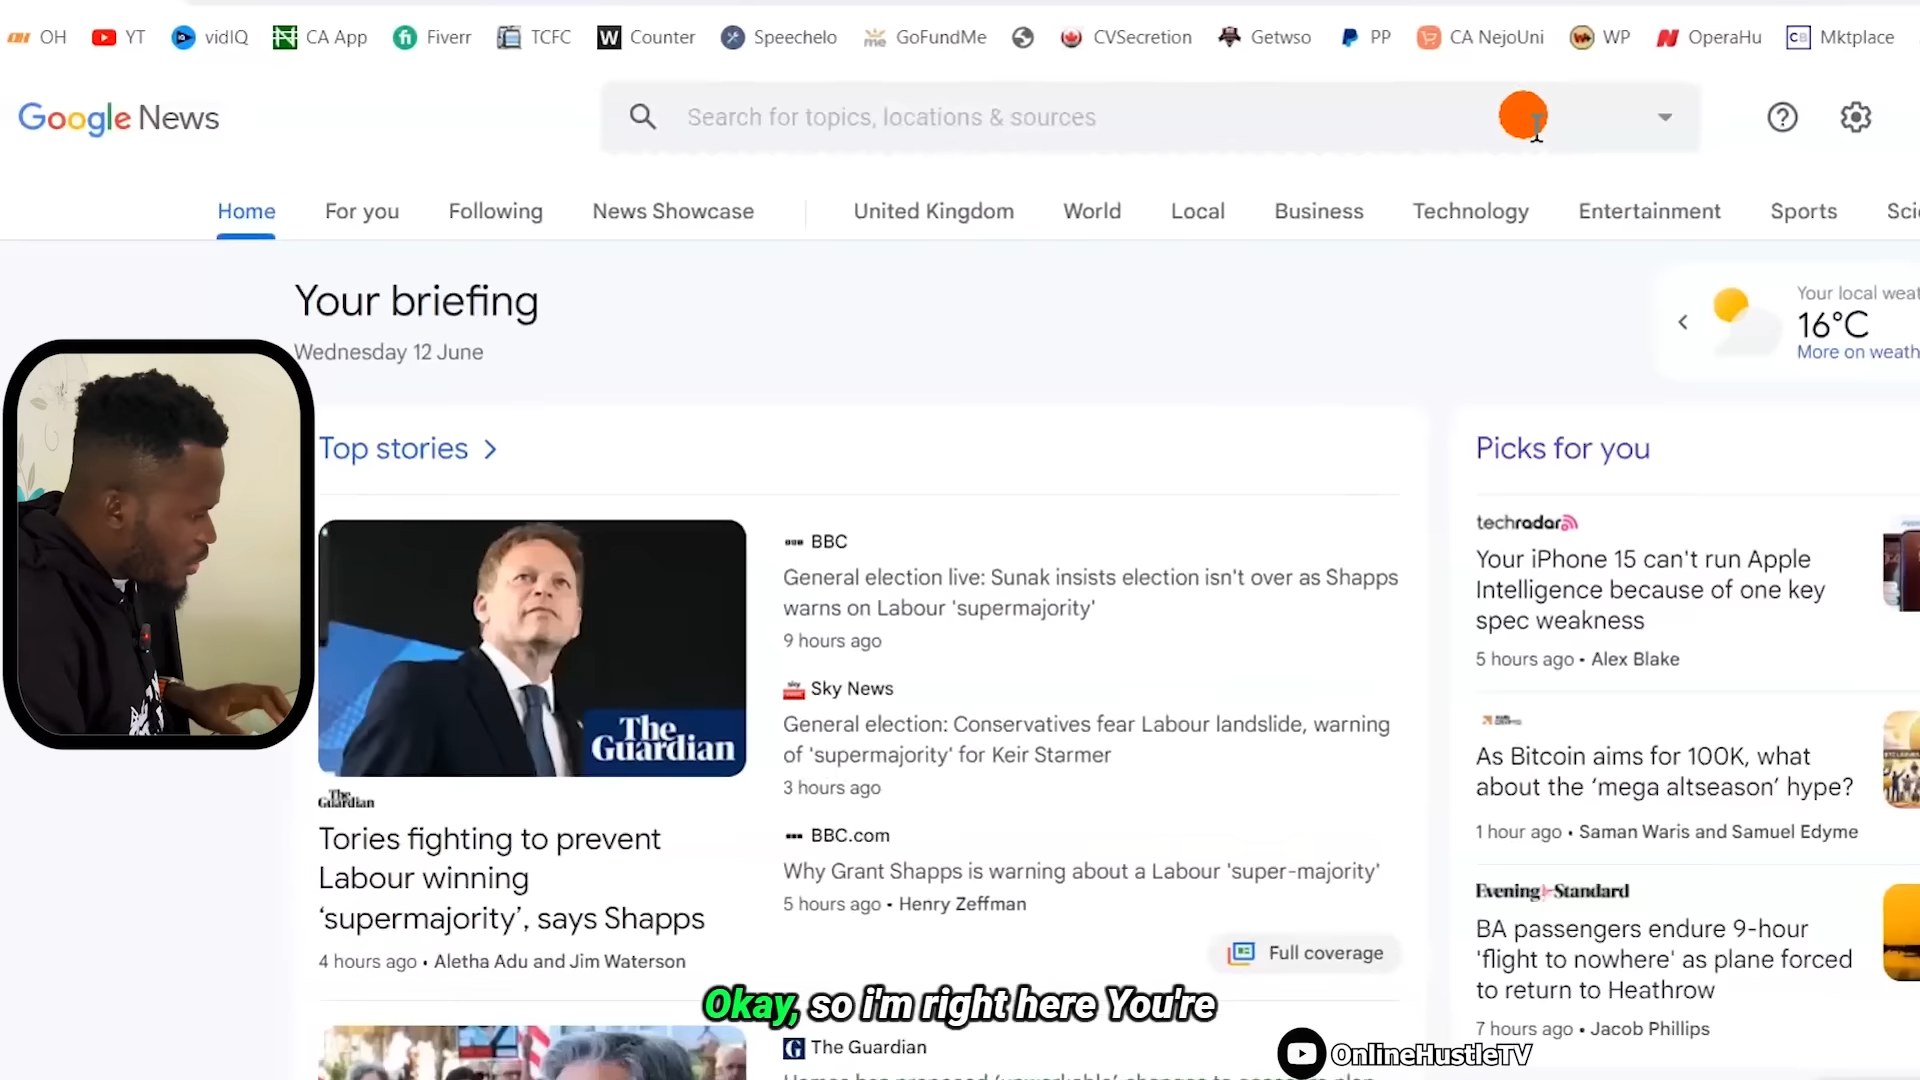 OH YT vidIQ CA App Fiverr TCFC Counter Speechelo GoFundMe CVSecretion Getwso PP CA NejoUni WP OperaHu Mktplace
Google News
Search for topics, locations & sources
Home For you Following News Showcase United Kingdom World Local Business Technology Entertainment Sports Sci
Your briefing
Wednesday 12 June
Your local weat
16°C
More on weath
Top stories
The
Guardian
The
Guardian
Tories fighting to prevent
Labour winning
‘supermajority’, says Shapps
4 hours ago • Aletha Adu and Jim Waterson
BBC
General election live: Sunak insists election isn't over as Shapps
warns on Labour 'supermajority'
9 hours ago
Sky News
General election: Conservatives fear Labour landslide, warning
of 'supermajority' for Keir Starmer
3 hours ago
BBC.com
Why Grant Shapps is warning about a Labour 'super-majority'
5 hours ago • Henry Zeffman
Full coverage
The Guardian
Picks for you
techradar
Your iPhone 15 can't run Apple
Intelligence because of one key
spec weakness
5 hours ago • Alex Blake
As Bitcoin aims for 100K, what
about the ‘mega altseason’ hype?
1 hour ago • Saman Waris and Samuel Edyme
Evening Standard
BA passengers endure 9-hour
'flight to nowhere' as plane forced
to return to Heathrow
7 hours ago • Jacob Phillips
Okay, so i'm right here You're
OnlineHustleTV